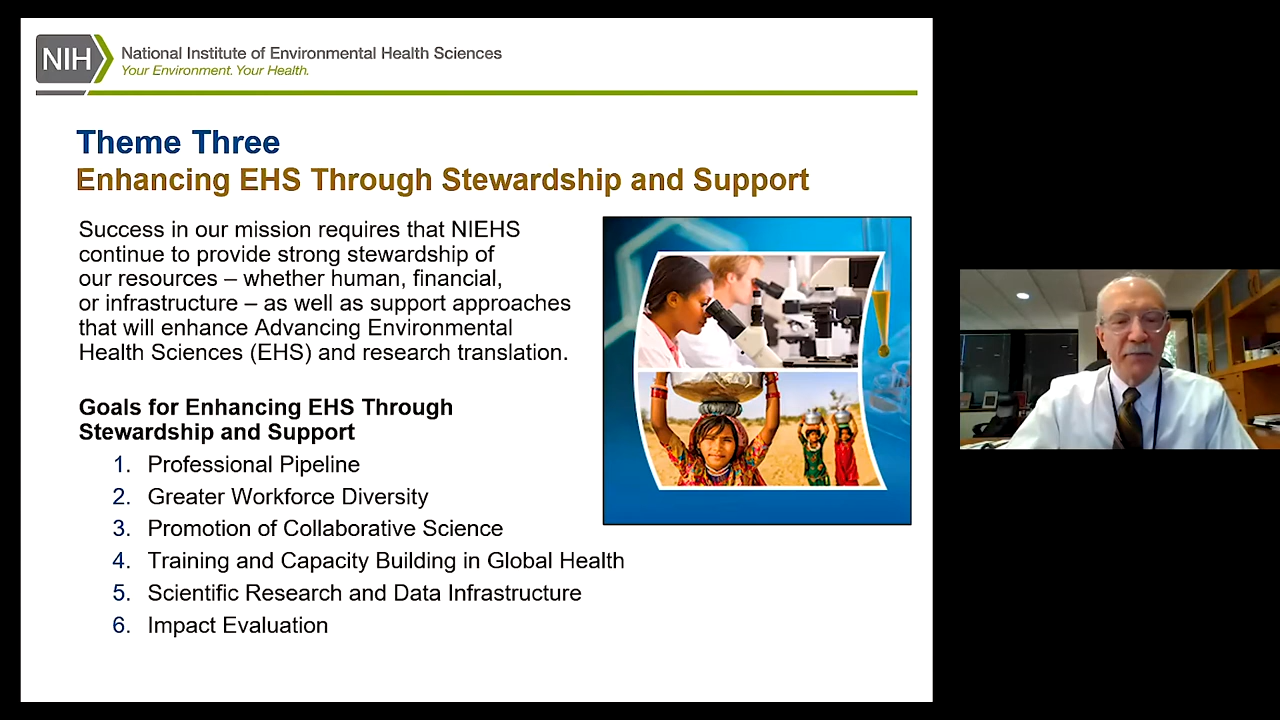 NIH
National Institute of Environmental Health Sciences
Your Environment. Your Health.
Theme Three
Enhancing EHS Through Stewardship and Support
Success in our mission requires that NIEHS
continue to provide strong stewardship of
our resources – whether human, financial,
or infrastructure – as well as support approaches
that will enhance Advancing Environmental
Health Sciences (EHS) and research translation.
Goals for Enhancing EHS Through
Stewardship and Support
1. Professional Pipeline
2. Greater Workforce Diversity
3. Promotion of Collaborative Science
4. Training and Capacity Building in Global Health
5. Scientific Research and Data Infrastructure
6. Impact Evaluation